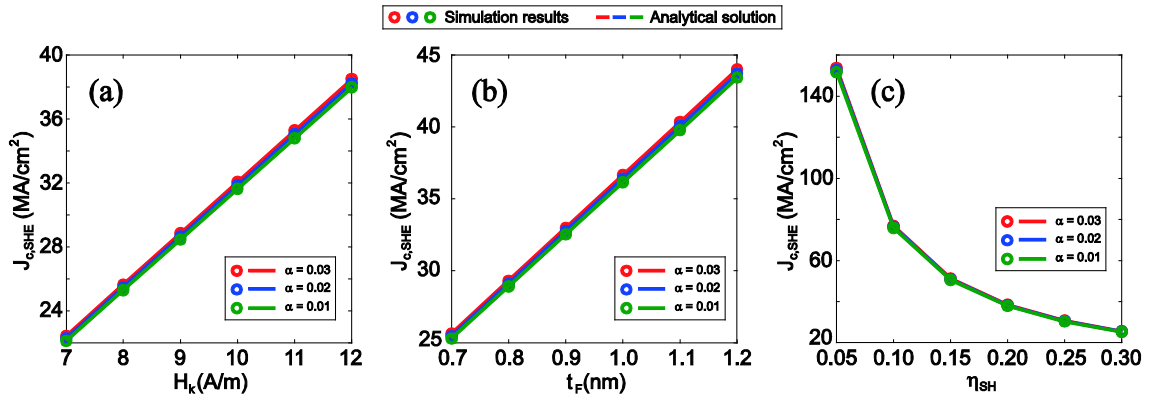 Simulation results Analytical solution
(a)
J_c,SHE (MA/cm²)
40
36
32
28
24
α = 0.03
α = 0.02
α = 0.01
7 8 9 10 11 12
H_k(A/m)
(b)
J_c,SHE (MA/cm²)
45
40
35
30
25
α = 0.03
α = 0.02
α = 0.01
0.7 0.8 0.9 1.0 1.1 1.2
t_F(nm)
(c)
J_c,SHE (MA/cm²)
140
100
60
20
α = 0.03
α = 0.02
α = 0.01
0.05 0.10 0.15 0.20 0.25 0.30
η_SH